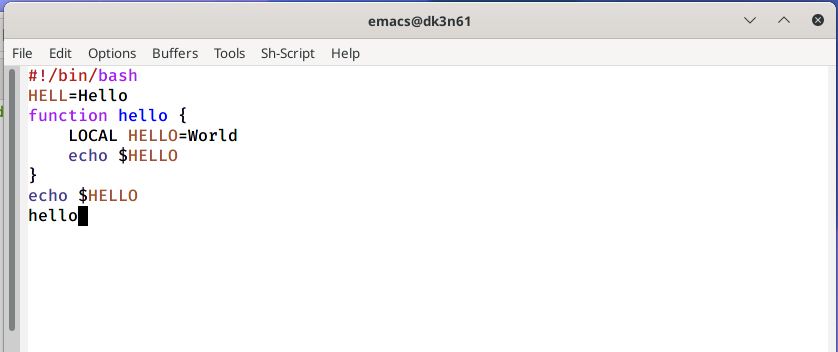 emacs@dk3n61
File Edit Options Buffers Tools Sh-Script Help
#!/bin/bash
HELL=Hello
function hello {
    LOCAL HELLO=World
    echo $HELLO
}
echo $HELLO
hello